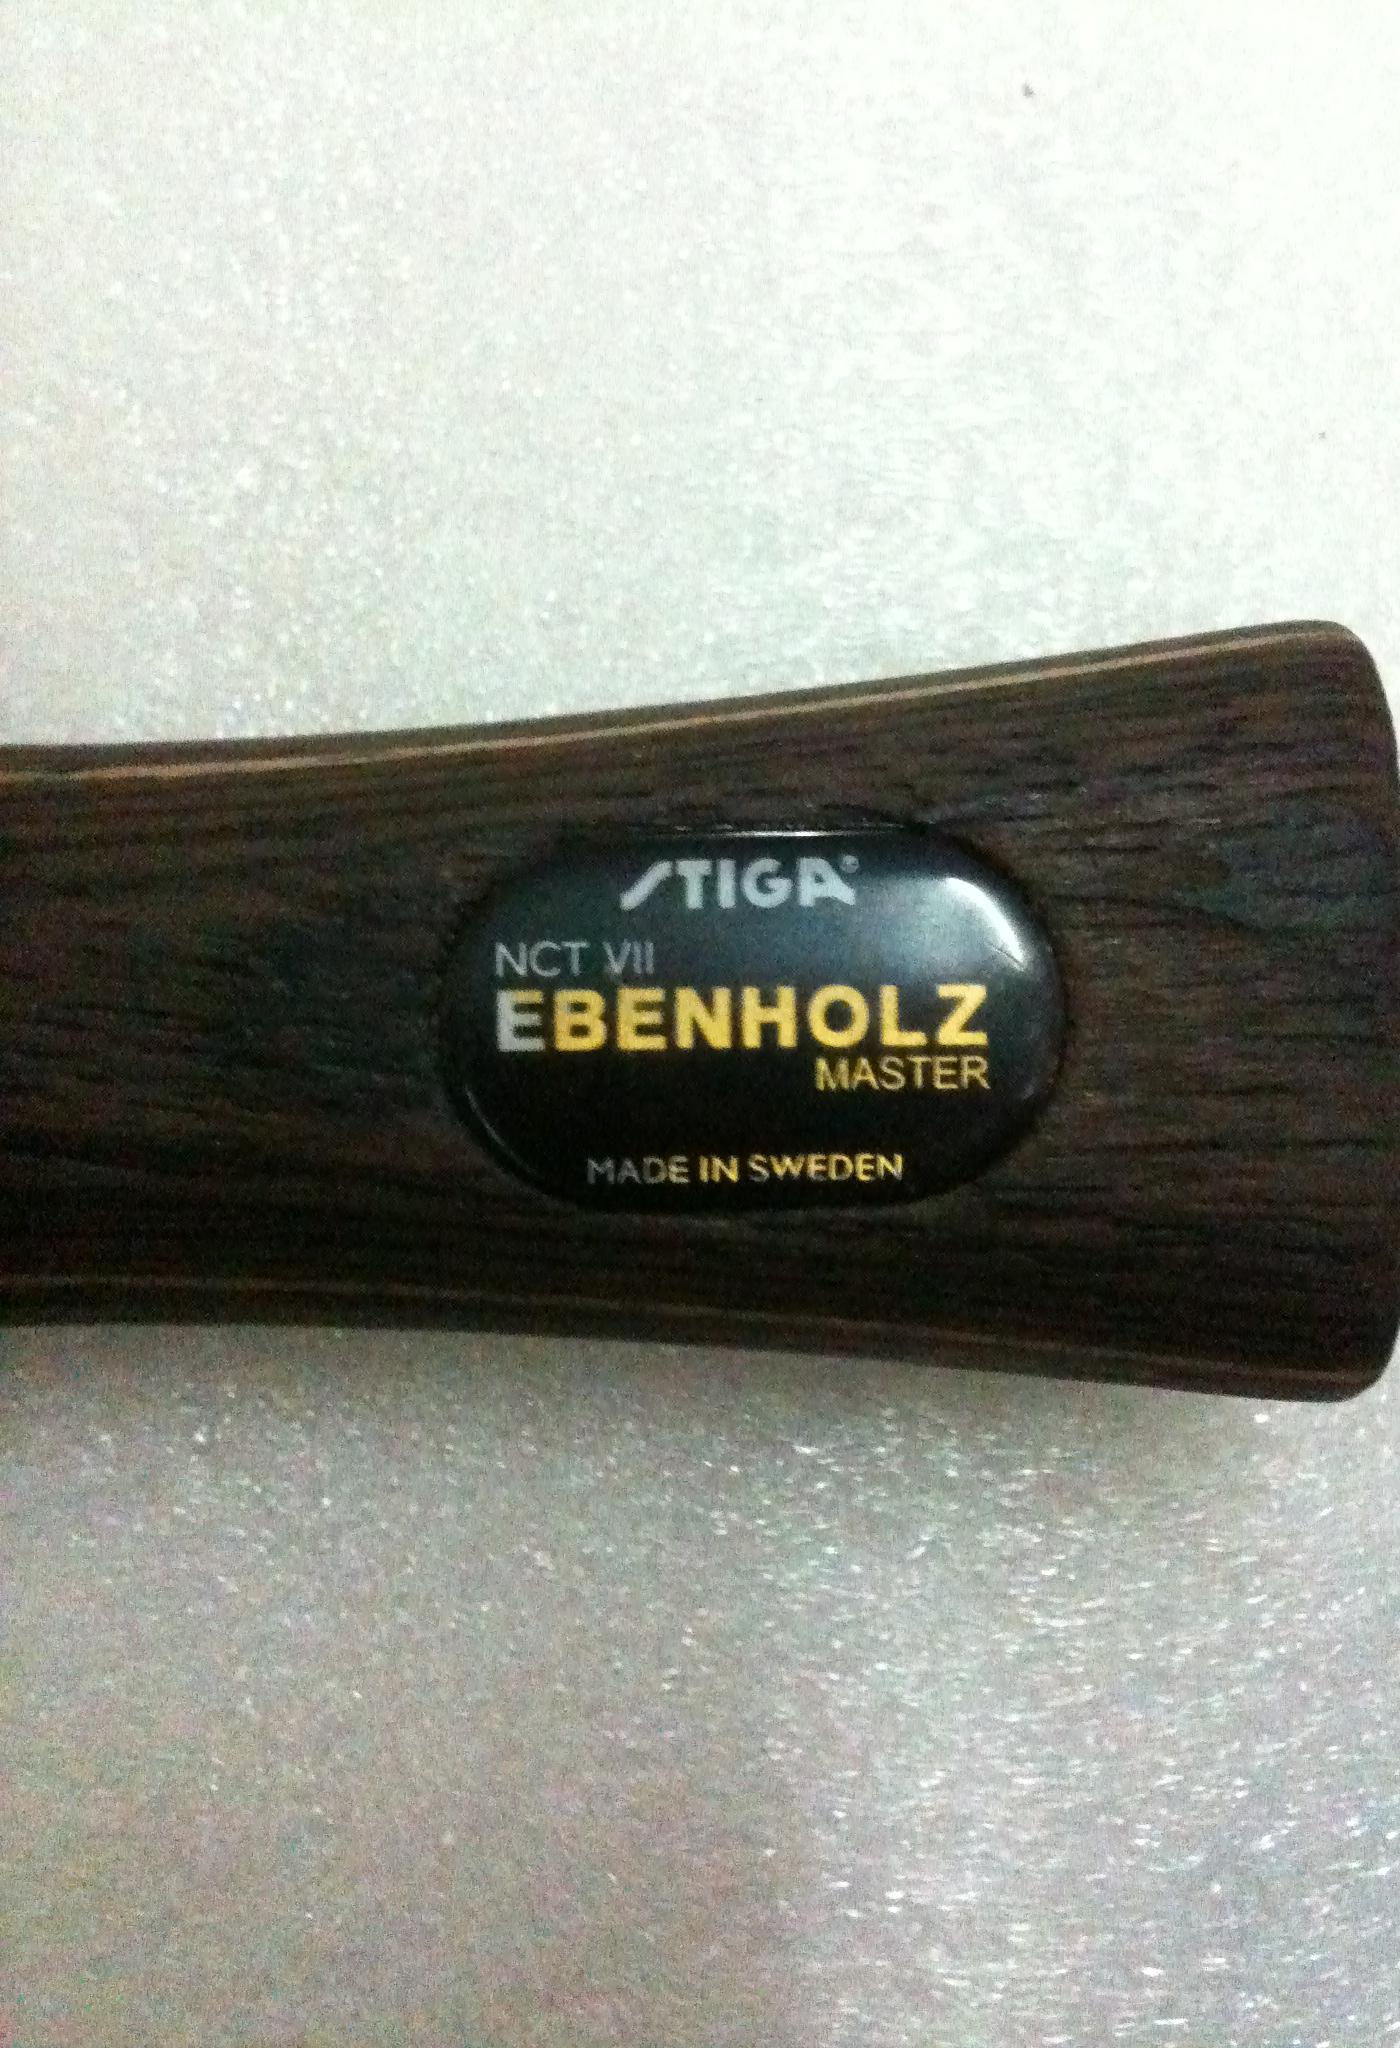 STIGA®
NCT VII
EBENHOLZ
MASTER
MADE IN SWEDEN